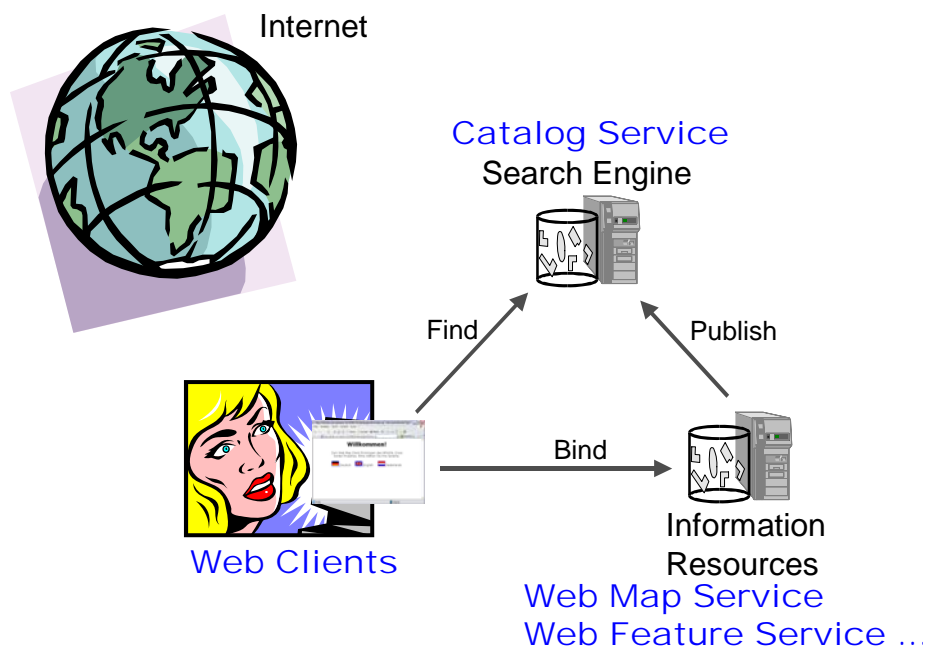 Internet
Catalog Service
Search Engine
Find
Publish
Willkommen!
Bind
Web Clients
Information
Resources
Web Map Service
Web Feature Service ...